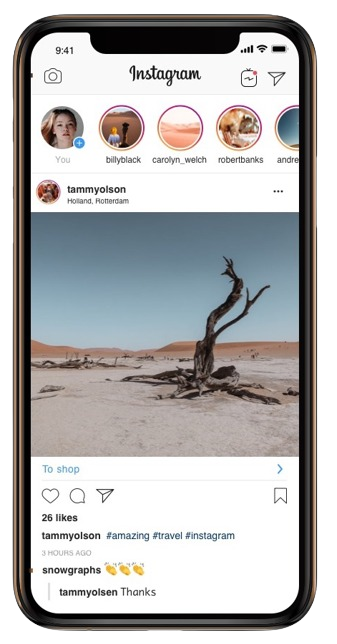 9:41
Instagram
You billyblack carolyn_welch robertbanks andre
tammyolson
Holland, Rotterdam
To shop
26 likes
tammyolson #amazing #travel #instagram
3 HOURS AGO
snowgraphs 👏👏👏
tammyolsen Thanks